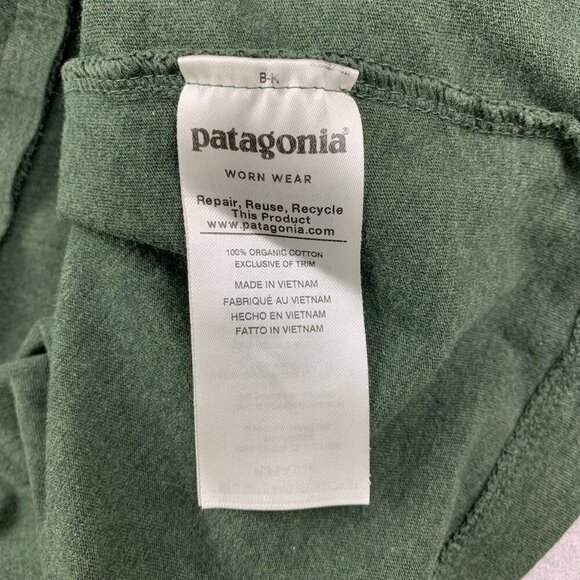 B-K
patagonia®
WORN WEAR
Repair, Reuse, Recycle
This Product
www.patagonia.com
100% ORGANIC COTTON
EXCLUSIVE OF TRIM
MADE IN VIETNAM
FABRIQUÉ AU VIETNAM
HECHO EN VIETNAM
FATTO IN VIETNAM